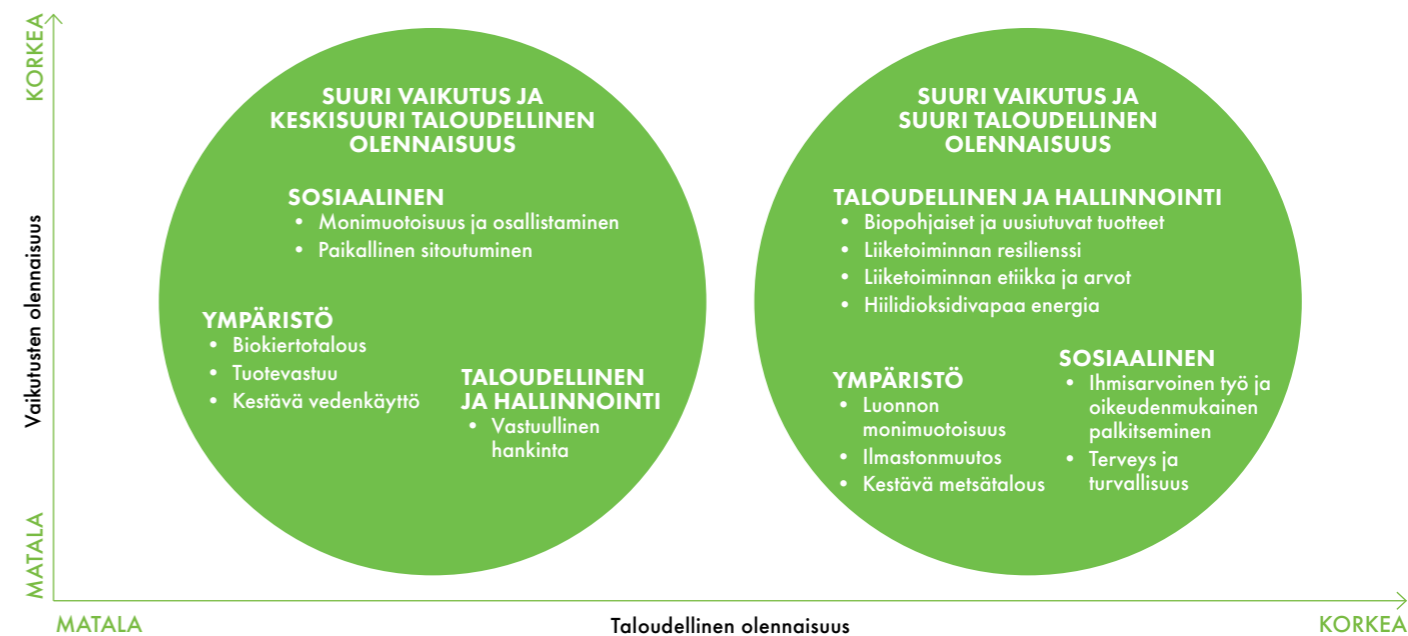 KORKEA
Vaikutusten olennaisuus
MATALA
SUURI VAIKUTUS JA
KESKISUURI TALOUDELLINEN
OLENNAISUUS
SOSIAALINEN
• Monimuotoisuus ja osallistaminen
• Paikallinen sitoutuminen
YMPÄRISTÖ
• Biokiertotalous
• Tuotevastuu
• Kestävä vedenkäyttö
TALOUDELLINEN
JA HALLINNOINTI
• Vastuullinen
hankinta
SUURI VAIKUTUS JA
SUURI TALOUDELLINEN
OLENNAISUUS
TALOUDELLINEN JA HALLINNOINTI
• Biopohjaiset ja uusiutuvat tuotteet
• Liiketoiminnan resilienssi
• Liiketoiminnan etiikka ja arvot
• Hiilidioksidivapaa energia
YMPÄRISTÖ
• Luonnon
monimuotoisuus
• Ilmastonmuutos
• Kestävä metsätalous
SOSIAALINEN
• Ihmisarvoinen työ ja
oikeudenmukainen
palkitseminen
• Terveys ja
turvallisuus
MATALA
Taloudellinen olennaisuus
KORKEA